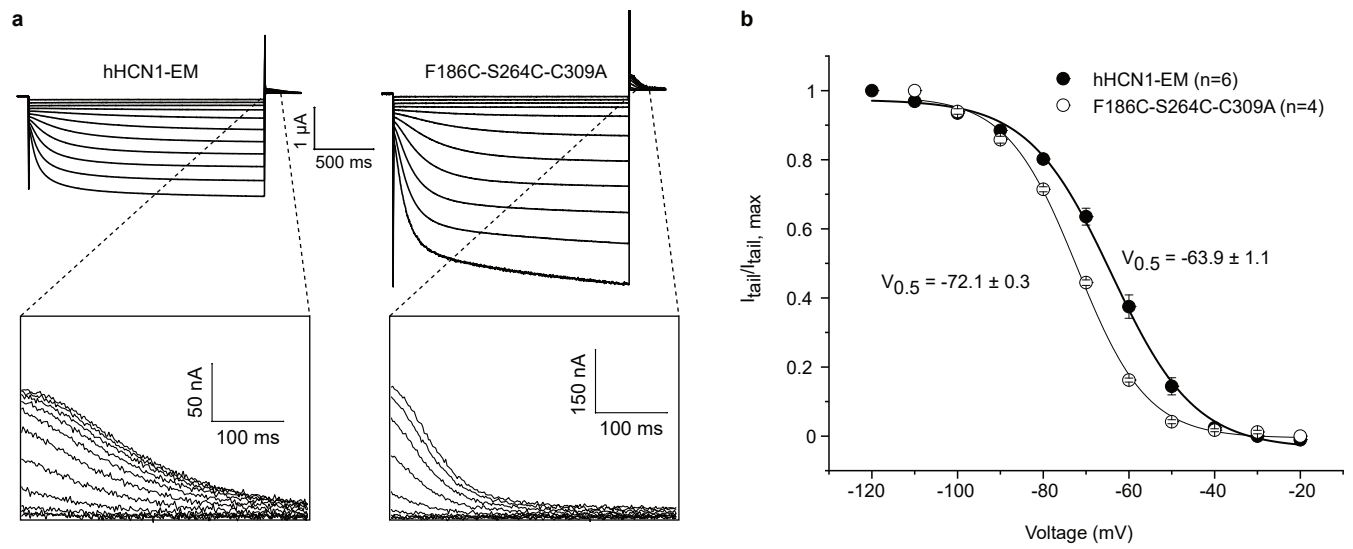 a
hHCN1-EM
F186C-S264C-C309A
1 µA
500 ms
50 nA
100 ms
150 nA
100 ms
b
hHCN1-EM (n=6)
F186C-S264C-C309A (n=4)
V0.5 = -63.9 ± 1.1
V0.5 = -72.1 ± 0.3
Itail/Itail, max
1
0.8
0.6
0.4
0.2
0
-120
-100
-80
-60
-40
-20
Voltage (mV)